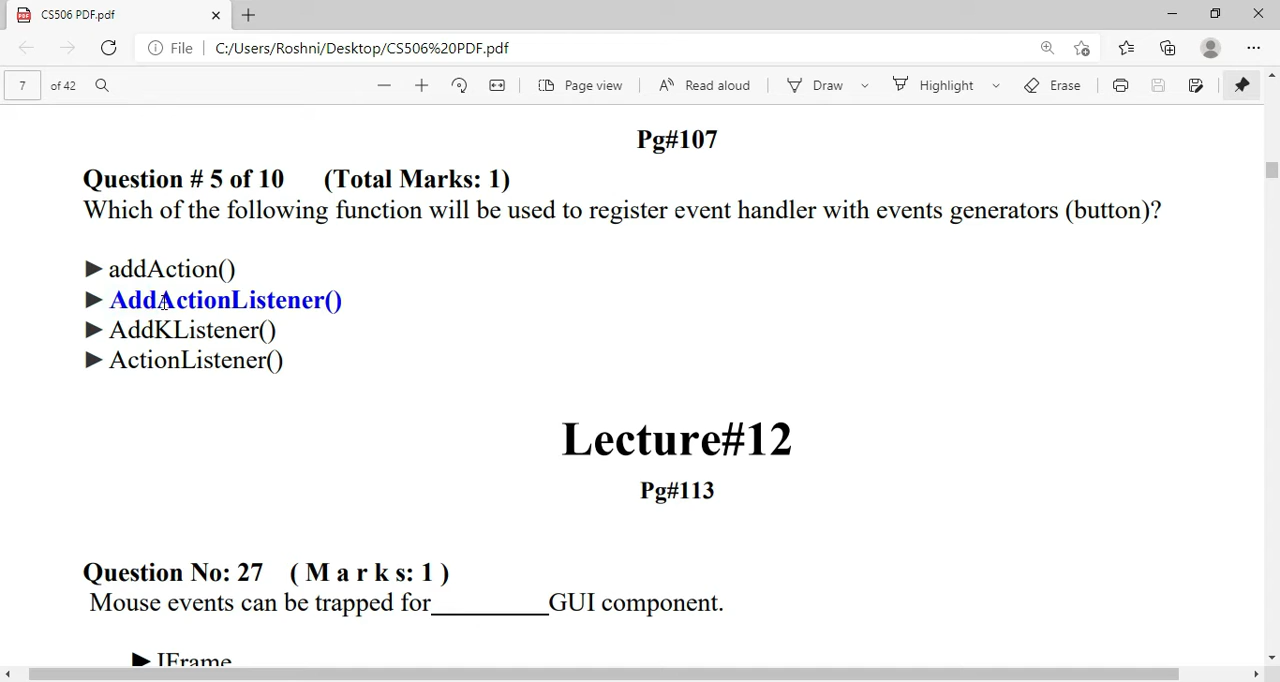 CS506 PDF.pdf
File C:/Users/Roshni/Desktop/CS506%20PDF.pdf
7 of 42 Page view Read aloud Draw Highlight Erase
Pg#107
Question # 5 of 10 (Total Marks: 1)
Which of the following function will be used to register event handler with events generators (button)?
► addAction()
► AddActionListener()
► AddKListener()
► ActionListener()
Lecture#12
Pg#113
Question No: 27 ( M a r k s: 1 )
Mouse events can be trapped for_________GUI component.
► JFrame